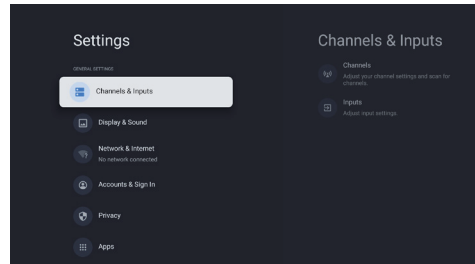 Settings
GENERAL SETTINGS
Channels & Inputs
Display & Sound
Network & Internet
No network connected
Accounts & Sign In
Privacy
Apps
Channels & Inputs
Channels
Adjust your channel settings and scan for
channels.
Inputs
Adjust input settings